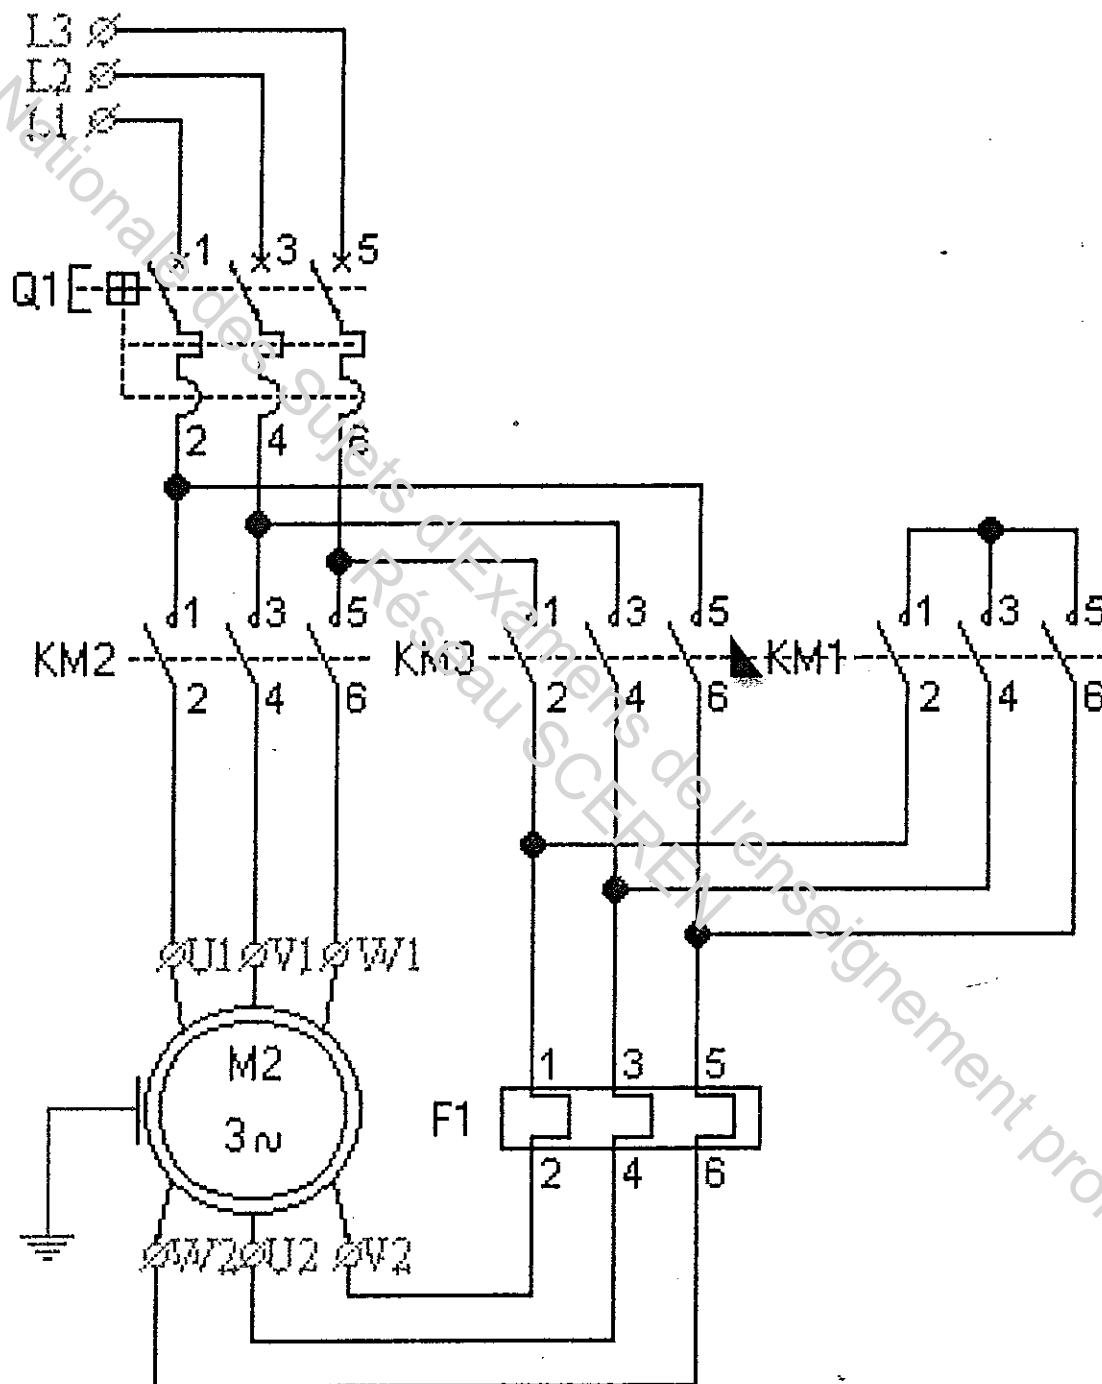 L3
L2
L1
Nationale des Sujets d'Examens de l'enseignement prof
Réseau SCEREN
1 3 5
Q1
2 4 6
1 3 5 1 3 5 1 3 5
KM2 KM3 KM1
2 4 6 2 4 6 2 4 6
U1 V1 W1
M2
3~
1 3 5
F1
2 4 6
W2 U2 V2